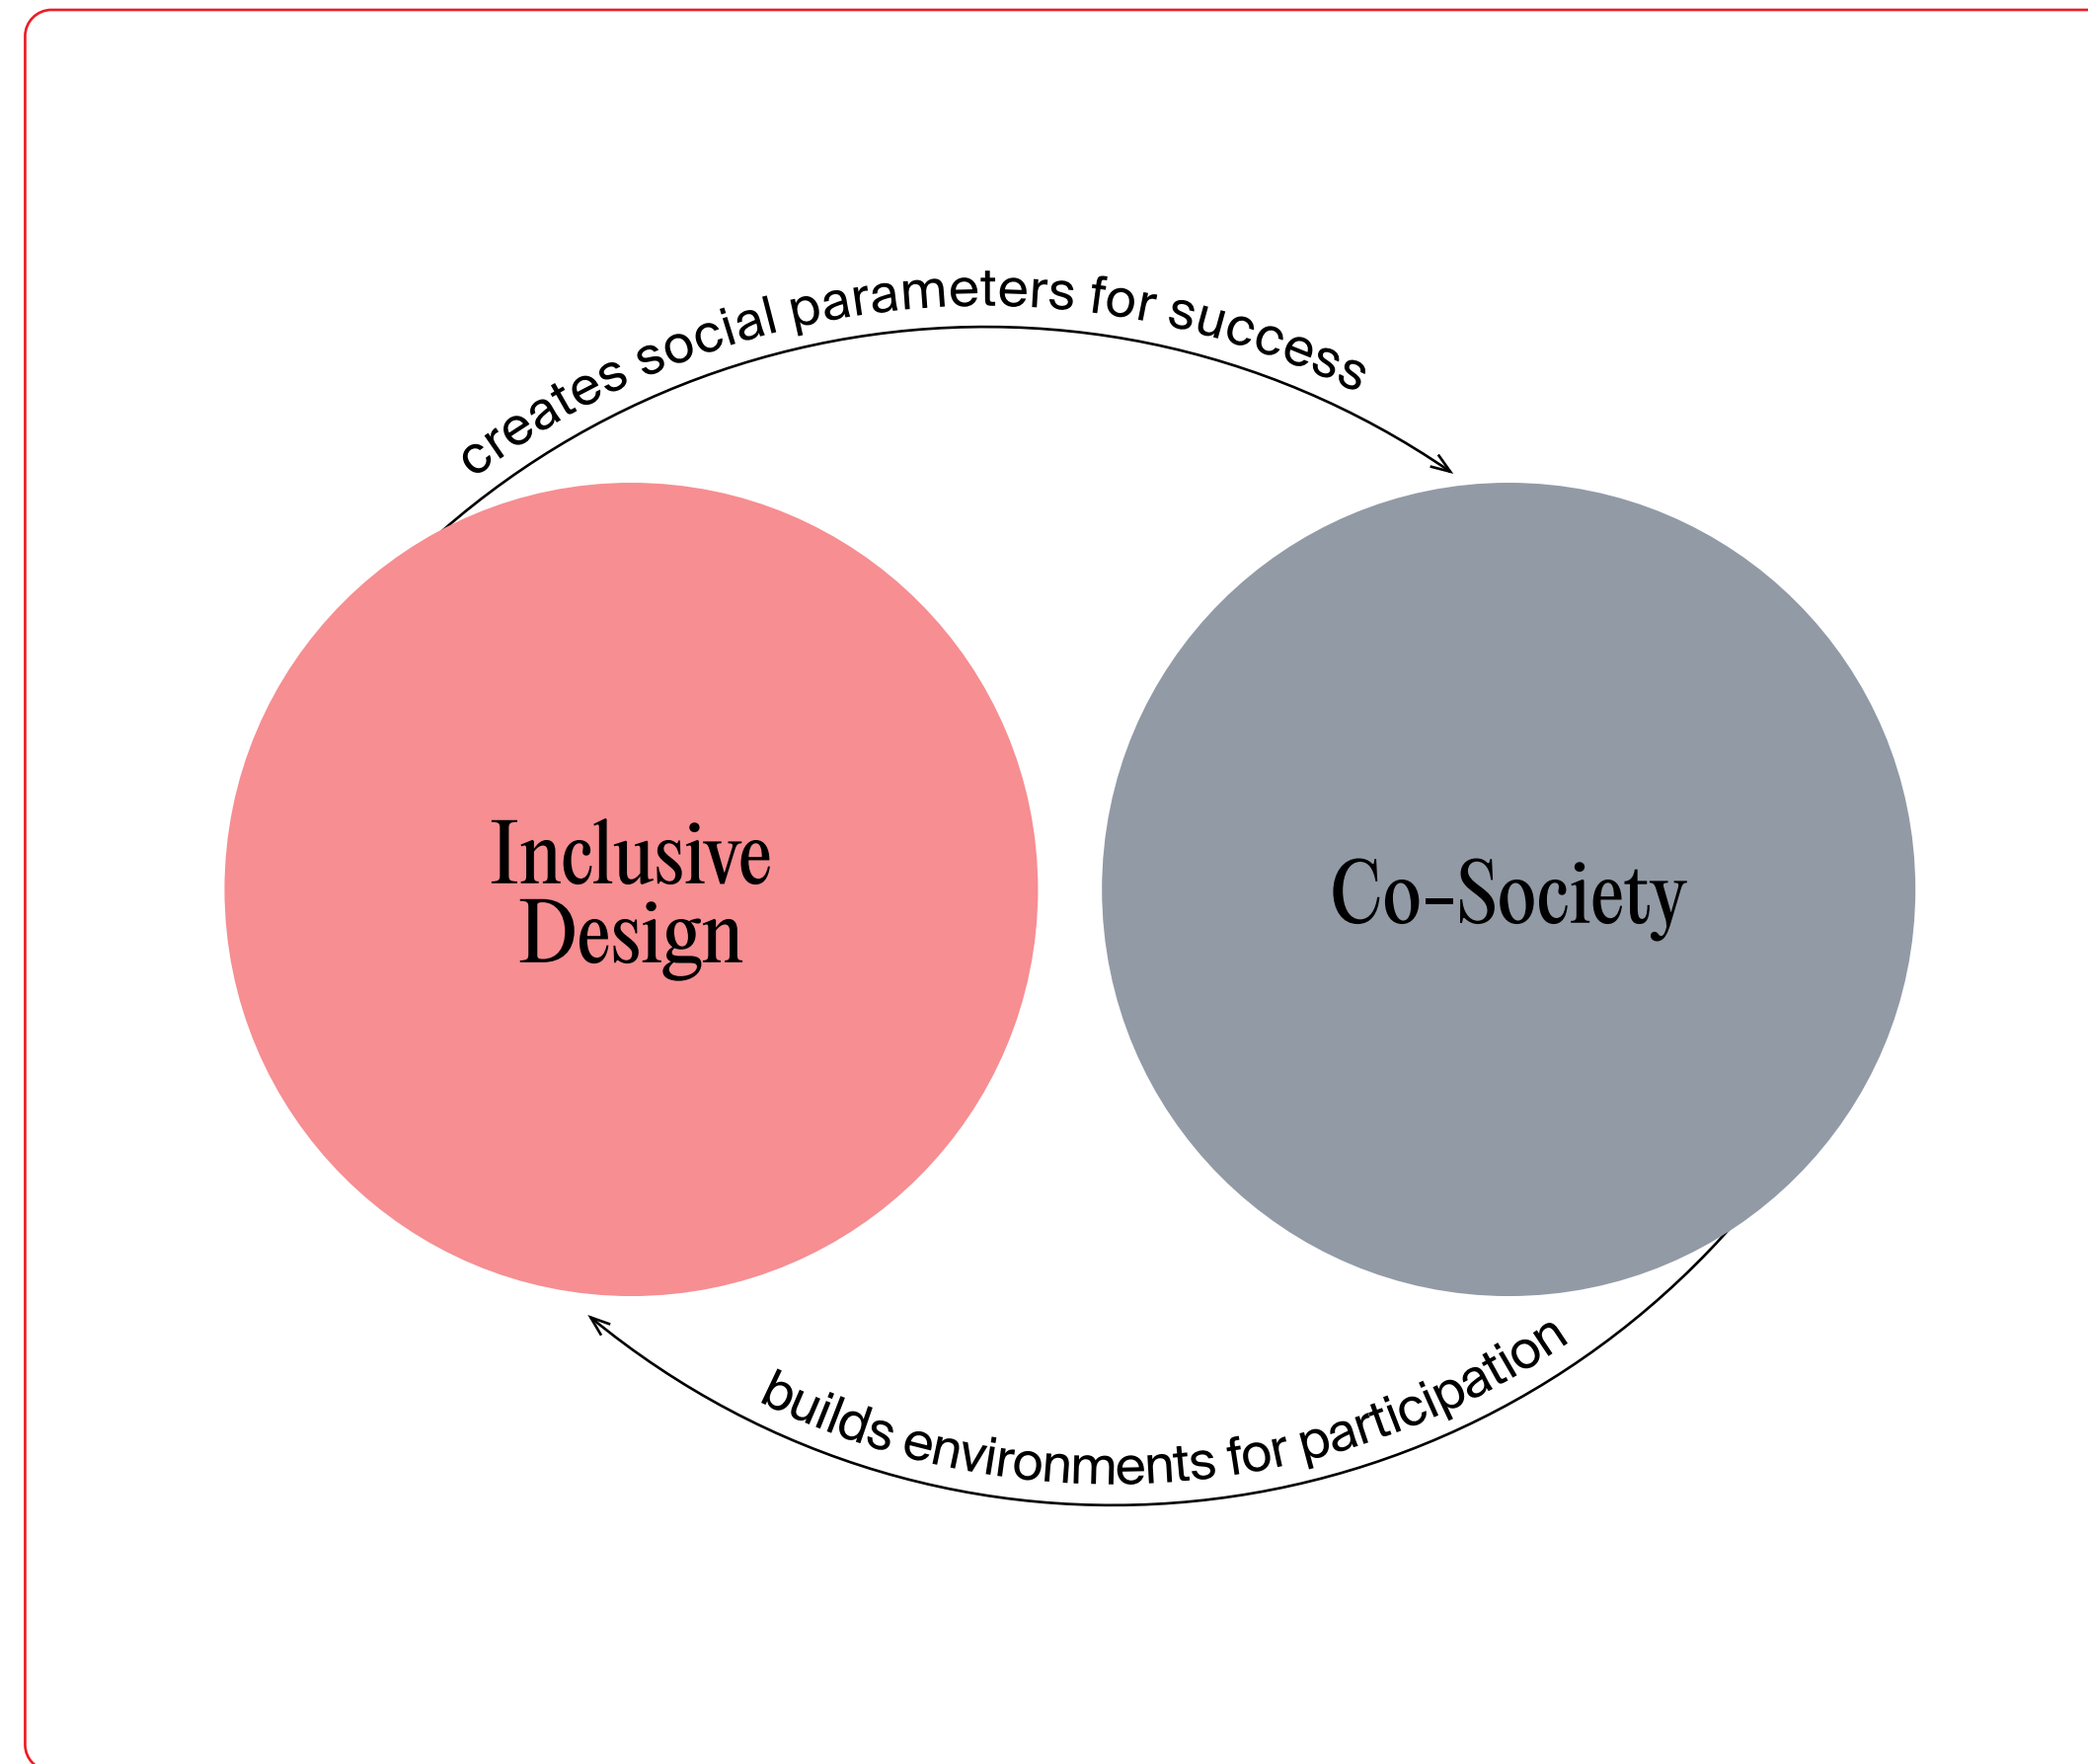 creates social parameters for success
Inclusive
Design
Co-Society
builds environments for participation